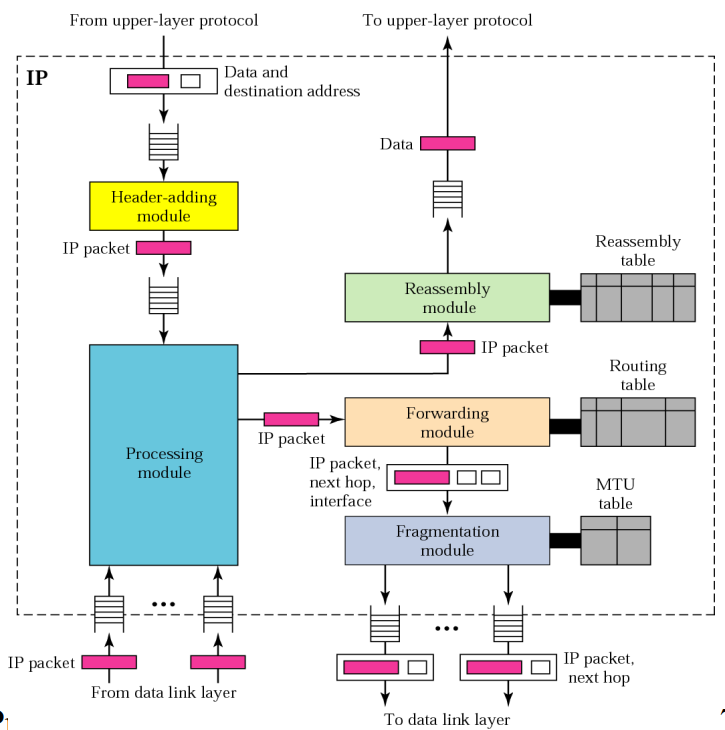 From upper-layer protocol
To upper-layer protocol
IP
Data and
destination address
Data
Header-adding
module
IP packet
Reassembly
table
Reassembly
module
IP packet
Routing
table
Processing
module
IP packet
Forwarding
module
IP packet,
next hop,
interface
MTU
table
Fragmentation
module
IP packet
From data link layer
IP packet,
next hop
To data link layer